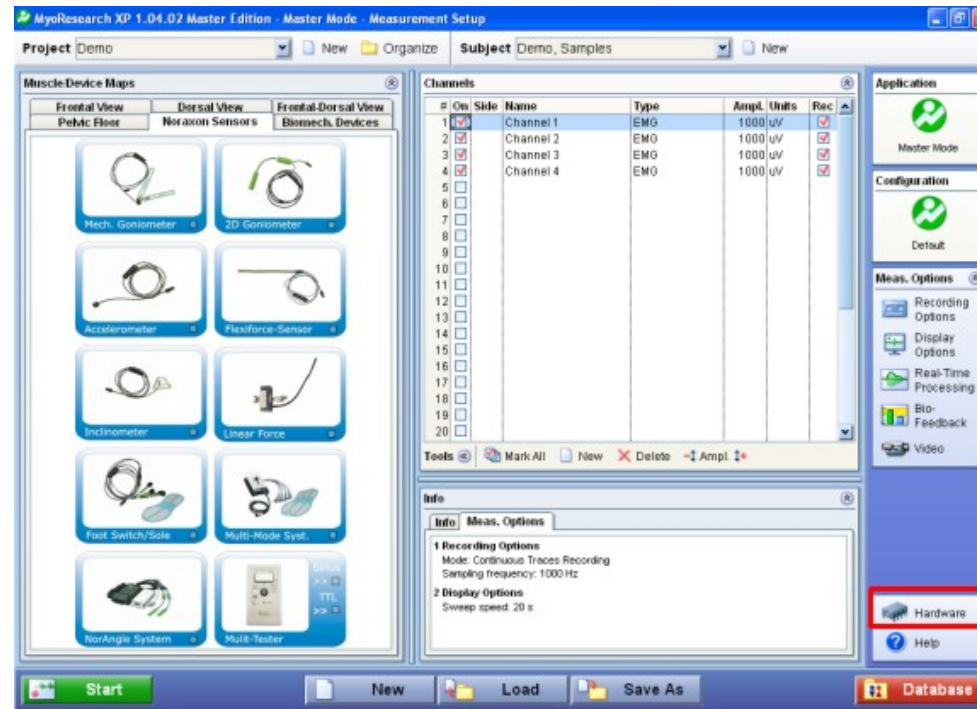 MyoResearch XP 1.04.02 Master Edition - Master Mode - Measurement Setup
Project Demo New Organize Subject Demo, Samples New
Muscle/Device Maps
Frontal View Dorsal View Frontal-Dorsal View
Pelvic Floor Noraxon Sensors Biomech. Devices
Mech. Goniometer 2D Goniometer
Accelerometer Flexiforce-Sensor
Inclinometer Linear Force
Foot Switch/Sole Multi-Mode Syst.
Sirius
>>
TTL
>>
NorAngle System Multi-Tester
Channels
# On Side Name Type Ampl. Units Rec
1 Channel 1 EMG 1000 uV
2 Channel 2 EMG 1000 uV
3 Channel 3 EMG 1000 uV
4 Channel 4 EMG 1000 uV
5
6
7
8
9
10
11
12
13
14
15
16
17
18
19
20
Tools Mark All New Delete Ampl.
Info
Info Meas. Options
1 Recording Options
Mode: Continuous Traces Recording
Sampling frequency: 1000 Hz
2 Display Options
Sweep speed: 20 s
Application
Master Mode
Configuration
Default
Meas. Options
Recording
Options
Display
Options
Real-Time
Processing
Bio-
Feedback
Video
Hardware
Help
Start New Load Save As Database